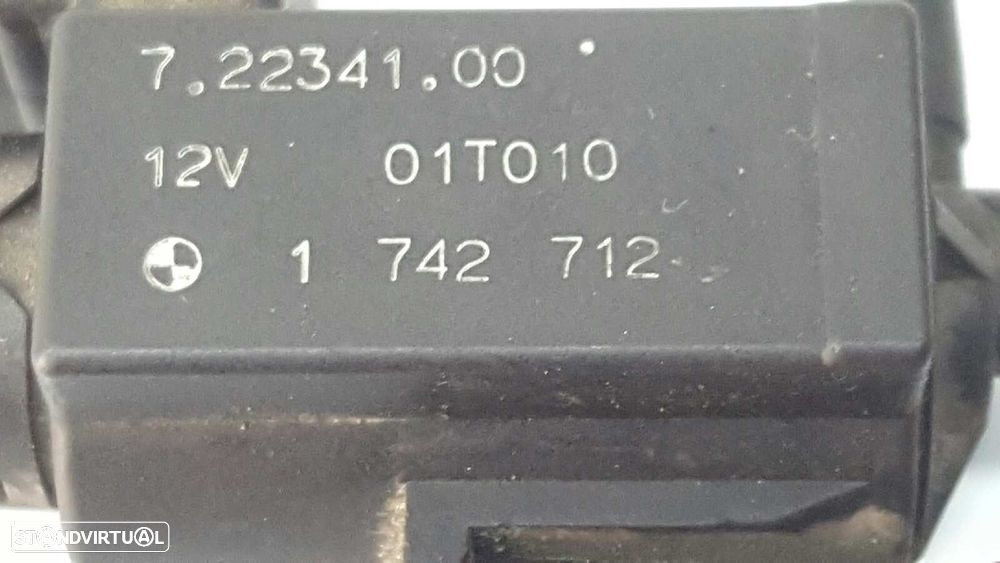 7.22341.00
12V 01T010
1 742 712
STANDVIRTUAL